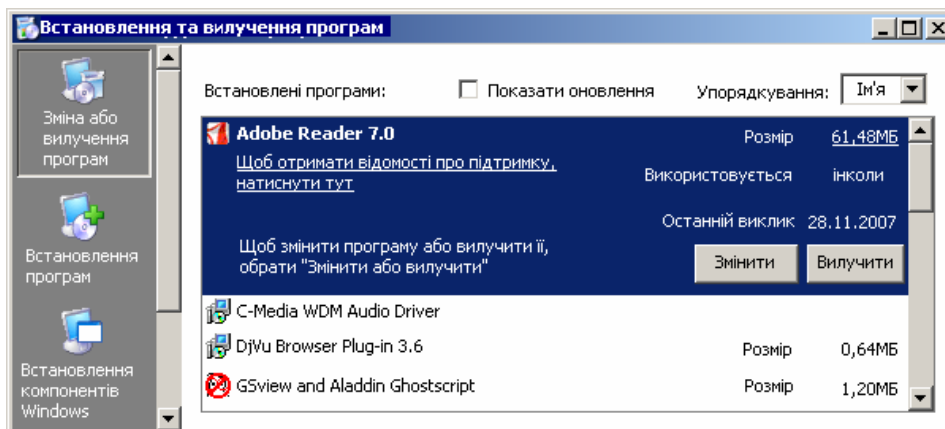 Встановлення та вилучення програм
Зміна або
вилучення
програм
Встановлення
програм
Встановлення
компонентів
Windows
Встановлені програми:
Показати оновлення
Упорядкування:
Ім'я
Adobe Reader 7.0
Розмір
61,48МБ
Щоб отримати відомості про підтримку,
натиснути тут
Використовується
інколи
Останній виклик
28.11.2007
Щоб змінити програму або вилучити її,
обрати "Змінити або вилучити"
Змінити
Вилучити
C-Media WDM Audio Driver
DjVu Browser Plug-in 3.6
Розмір
0,64МБ
GSview and Aladdin Ghostscript
Розмір
1,20МБ